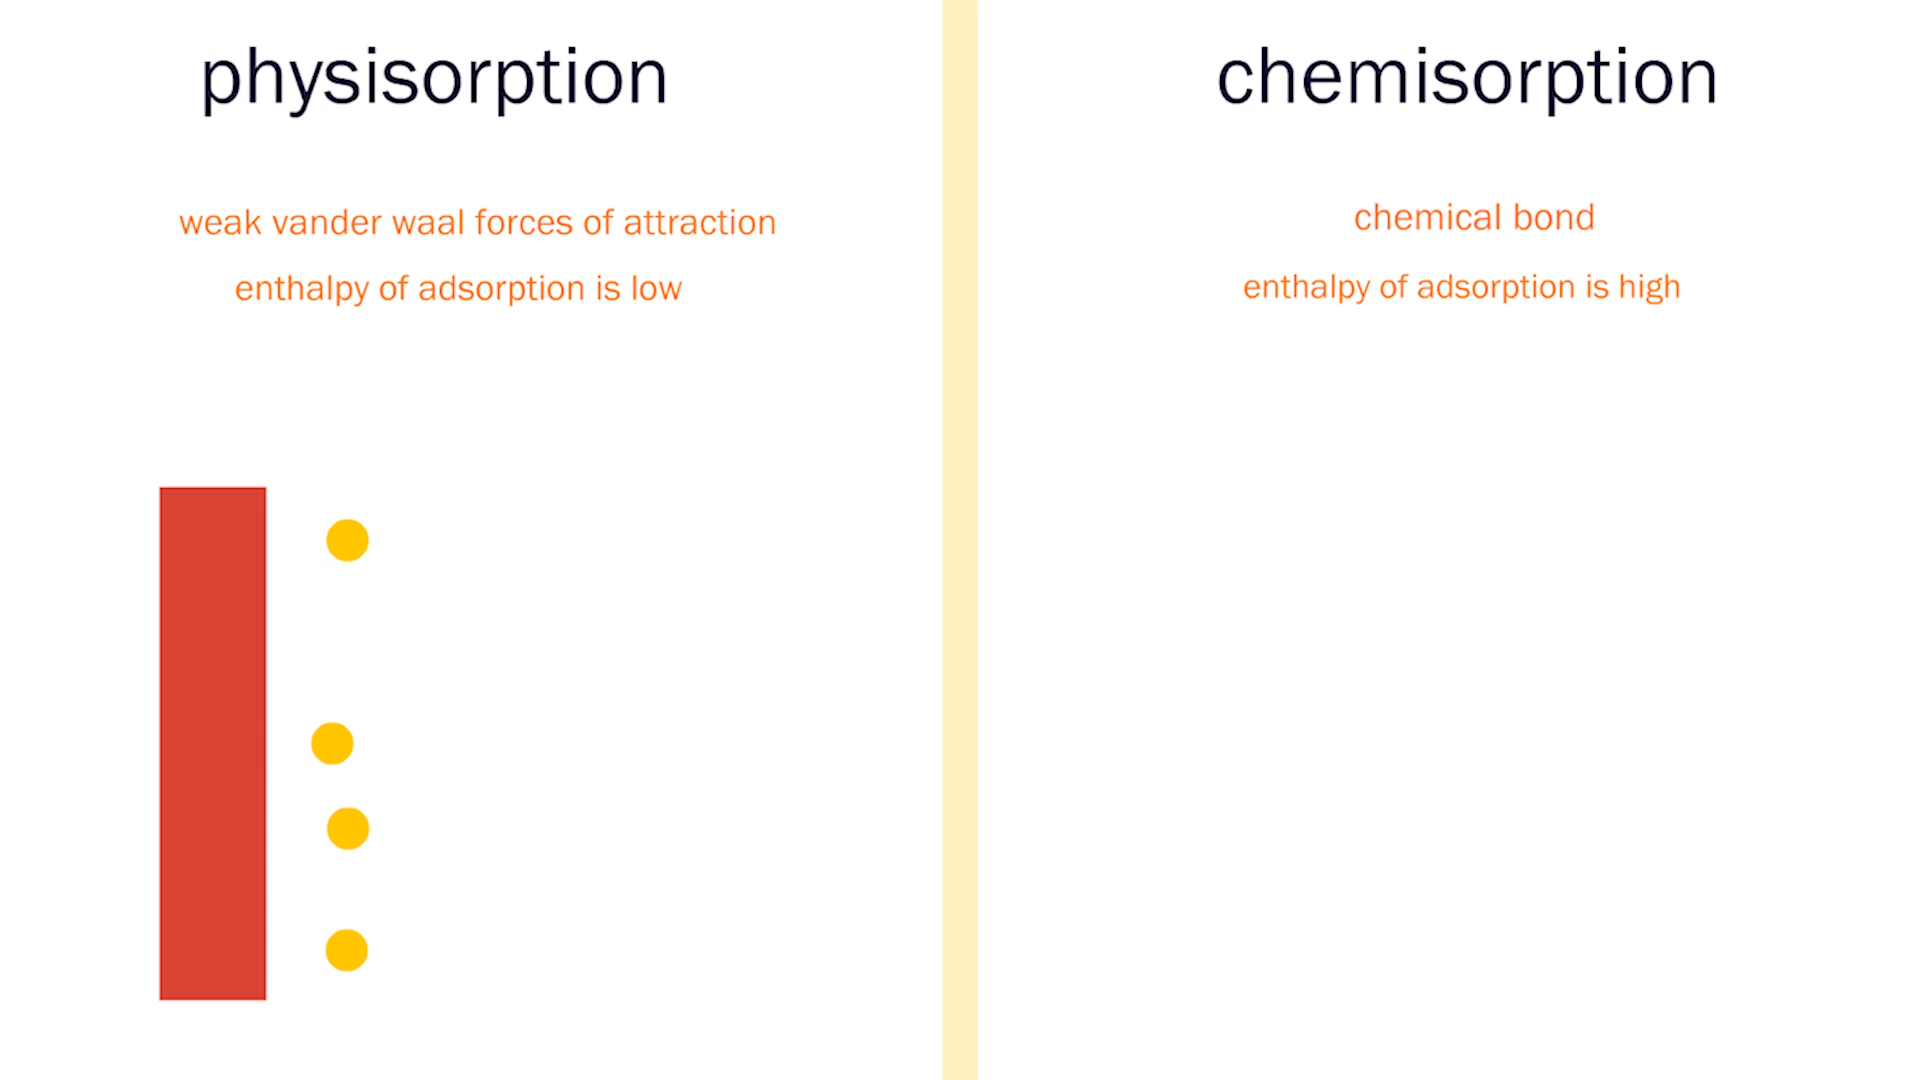 physisorption
weak vander waal forces of attraction
enthalpy of adsorption is low
chemisorption
chemical bond
enthalpy of adsorption is high